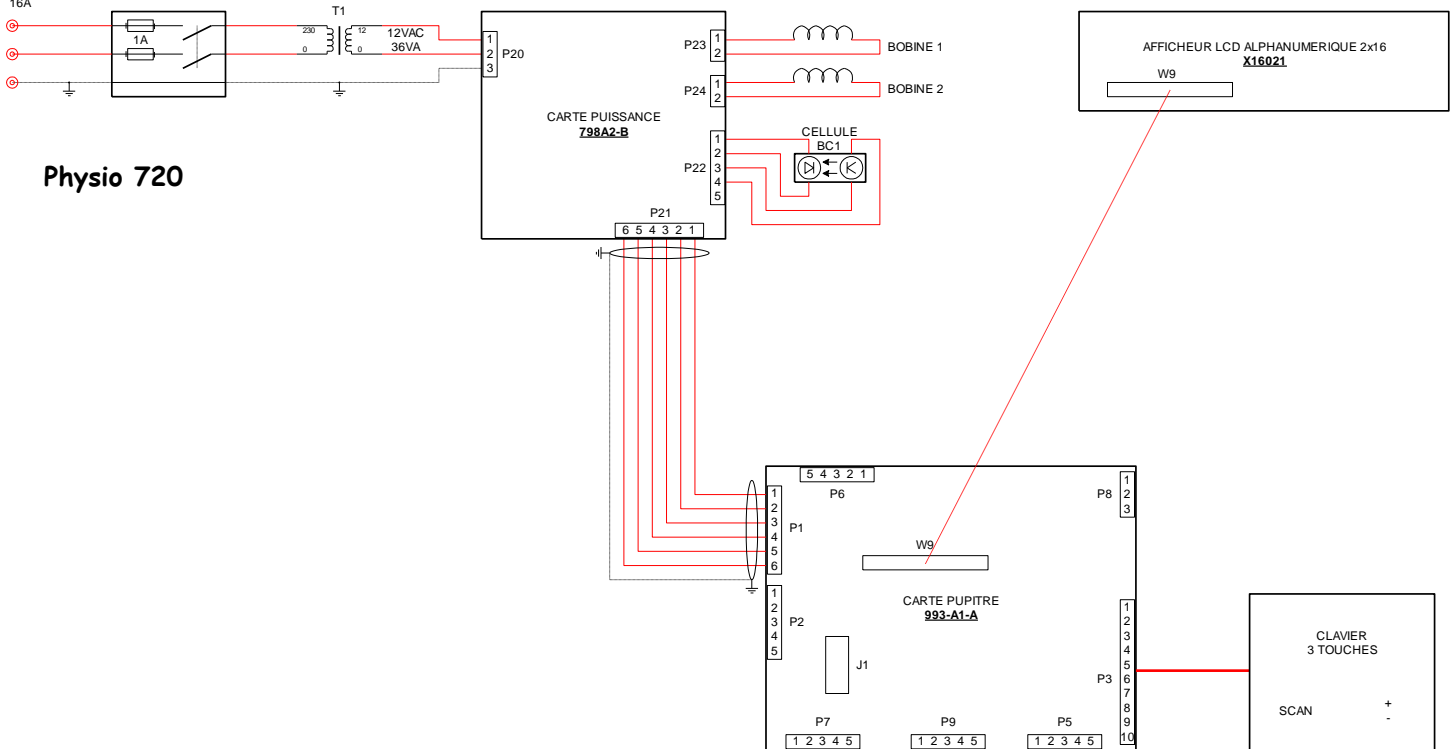 16A
1A
T1
230
0
12
0
12VAC
36VA
1
2
3
P20
CARTE PUISSANCE
798A2-B
P23
1
2
BOBINE 1
P24
1
2
BOBINE 2
CELLULE
BC1
P22
1
2
3
4
5
P21
6 5 4 3 2 1
AFFICHEUR LCD ALPHANUMERIQUE 2x16
X16021
W9
Physio 720
5 4 3 2 1
P6
P8
1
2
3
1
2
3
4
5
6
P1
W9
CARTE PUPITRE
993-A1-A
1
2
3
4
5
P2
J1
P3
1
2
3
4
5
6
7
8
9
10
P7
1 2 3 4 5
P9
1 2 3 4 5
P5
1 2 3 4 5
CLAVIER
3 TOUCHES
SCAN
+
-